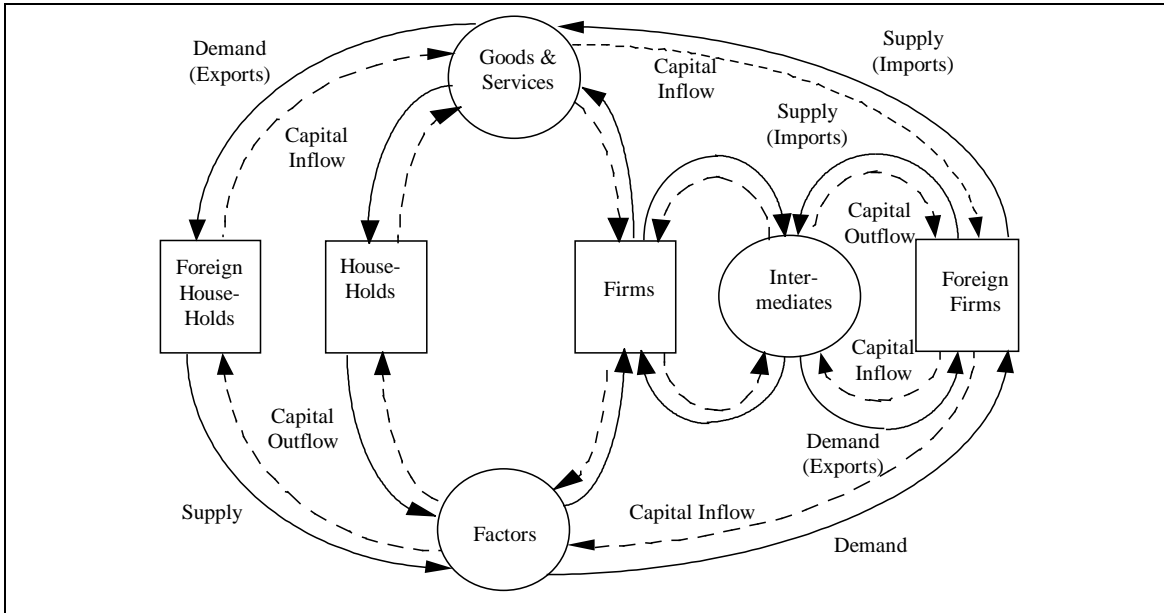 Demand
(Exports)
Goods &
Services
Supply
(Imports)
Capital
Inflow
Supply
(Imports)
Capital
Inflow
Capital
Outflow
Foreign
House-
Holds
House-
Holds
Firms
Inter-
mediates
Foreign
Firms
Capital
Inflow
Capital
Outflow
Demand
(Exports)
Supply
Capital Inflow
Factors
Demand